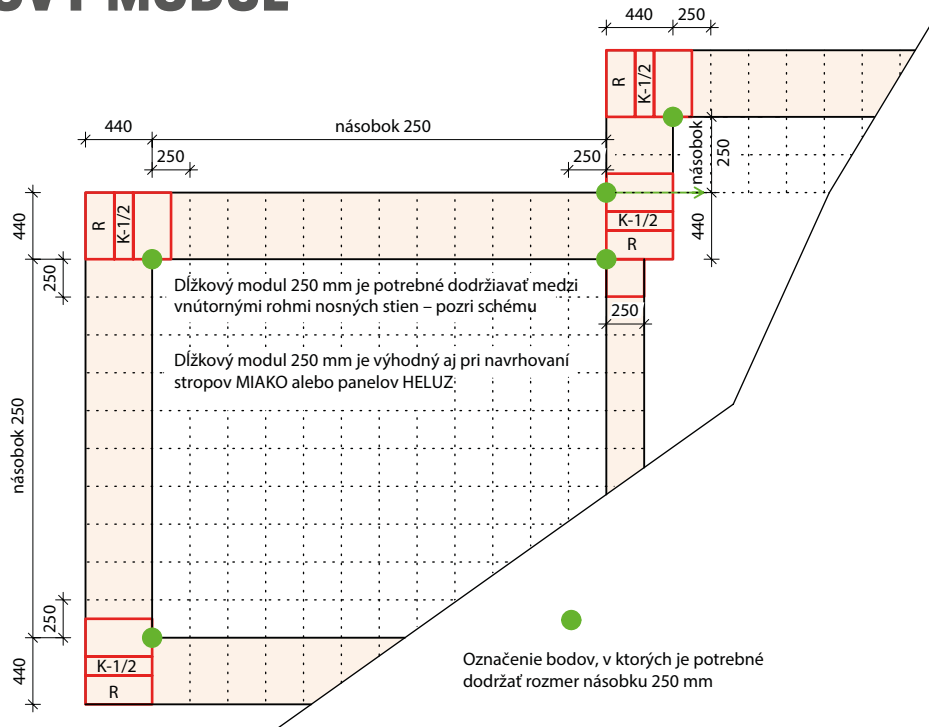 OVÝ MODUL
440
250
R
K-1/2
440
násobok 250
250
250
násobok
250
440
R
K-1/2
K-1/2
R
440
250
250
Dĺžkový modul 250 mm je potrebné dodržiavať medzi
vnútornými rohmi nosných stien – pozri schému
Dĺžkový modul 250 mm je výhodný aj pri navrhovaní
stropov MIAKO alebo panelov HELUZ
násobok 250
250
440
K-1/2
R
Označenie bodov, v ktorých je potrebné
dodržať rozmer násobku 250 mm